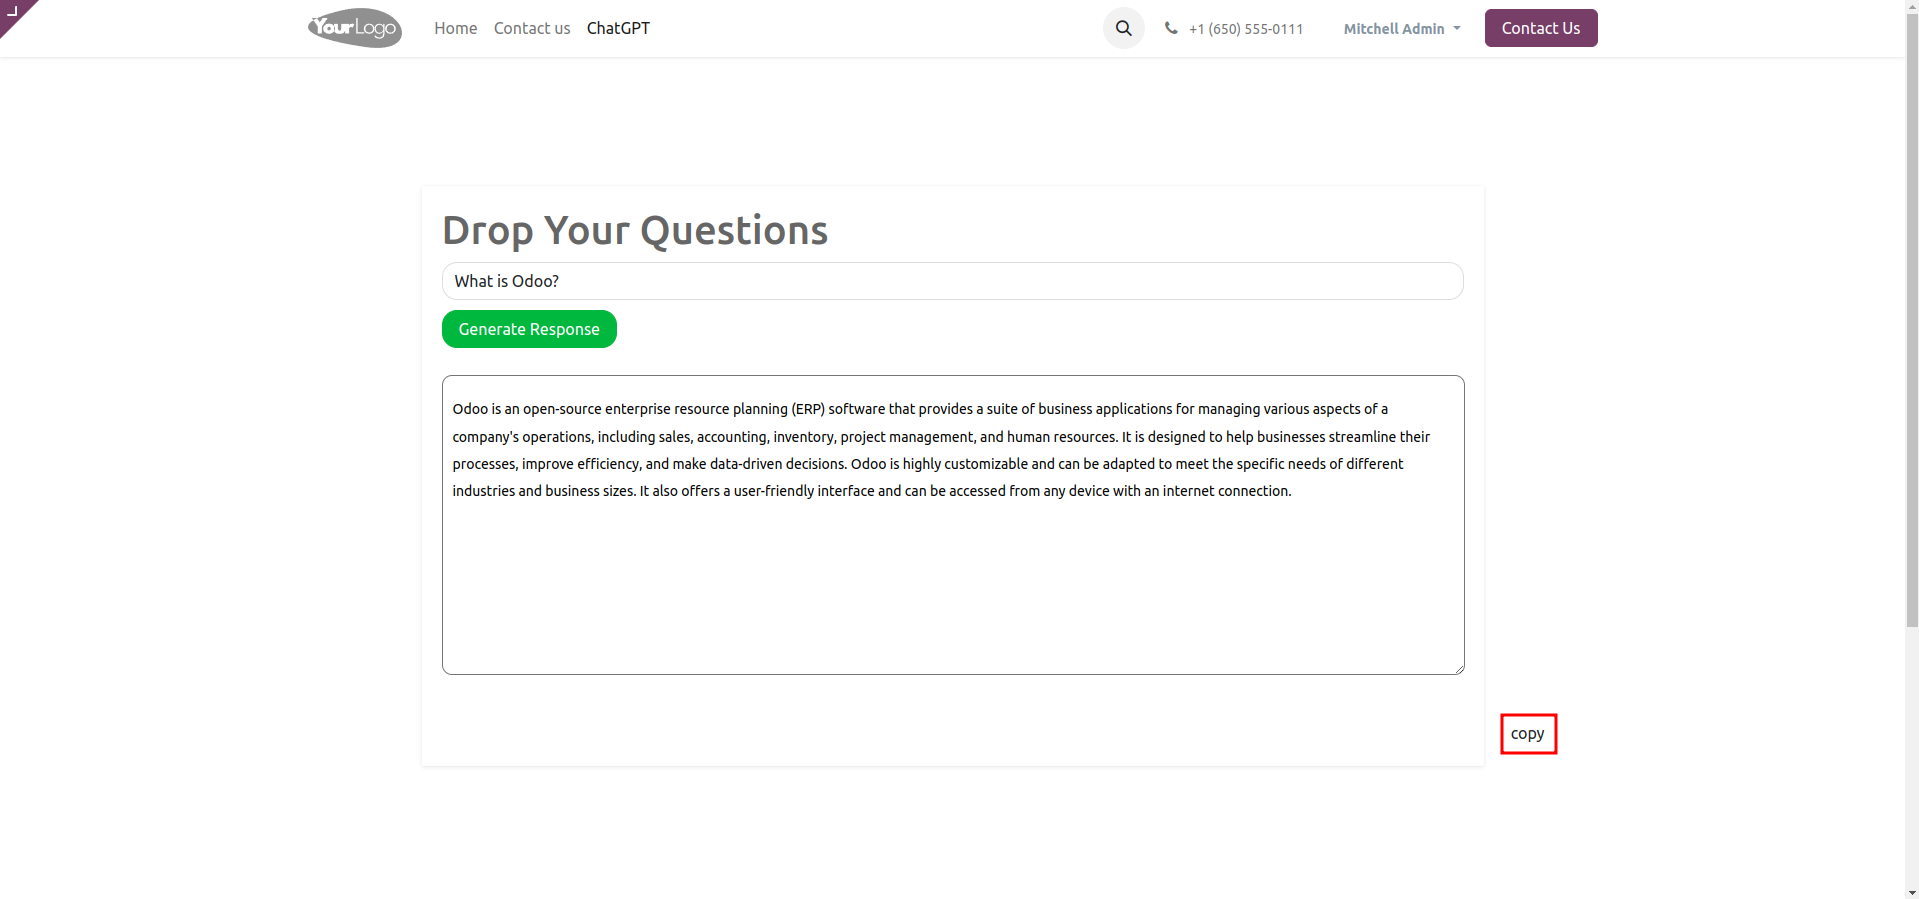 YourLogo
Home
Contact us
ChatGPT
+1 (650) 555-0111
Mitchell Admin
Contact Us
Drop Your Questions
What is Odoo?
Generate Response
Odoo is an open-source enterprise resource planning (ERP) software that provides a suite of business applications for managing various aspects of a
company's operations, including sales, accounting, inventory, project management, and human resources. It is designed to help businesses streamline their
processes, improve efficiency, and make data-driven decisions. Odoo is highly customizable and can be adapted to meet the specific needs of different
industries and business sizes. It also offers a user-friendly interface and can be accessed from any device with an internet connection.
copy